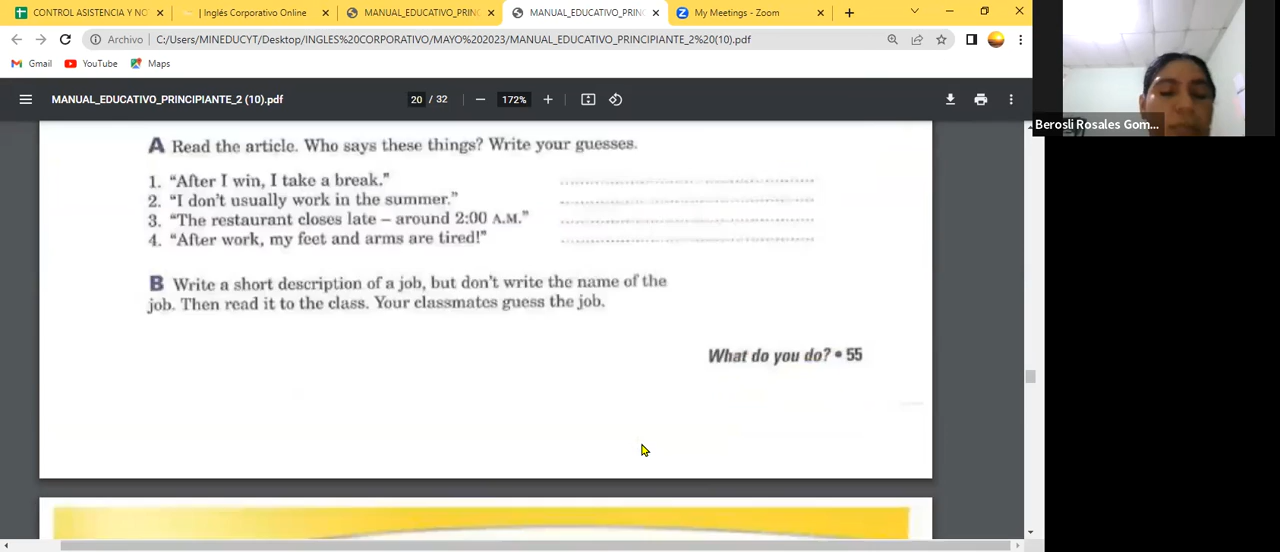 CONTROL ASISTENCIA Y NO
| Inglés Corporativo Online
MANUAL_EDUCATIVO_PRIN
MANUAL_EDUCATIVO_PRIN
My Meetings - Zoom
Archivo
C:/Users/MINEDUCYT/Desktop/INGLES%20CORPORATIVO/MAYO%202023/MANUAL_EDUCATIVO_PRINCIPIANTE_2%20(10).pdf
Gmail
YouTube
Maps
MANUAL_EDUCATIVO_PRINCIPIANTE_2 (10).pdf
20 / 32
172%
Berosli Rosales Gom...
A Read the article. Who says these things? Write your guesses.
1. “After I win, I take a break.”
2. “I don't usually work in the summer.”
3. “The restaurant closes late – around 2:00 A.M.”
4. “After work, my feet and arms are tired!”
B Write a short description of a job, but don't write the name of the
job. Then read it to the class. Your classmates guess the job.
What do you do? • 55